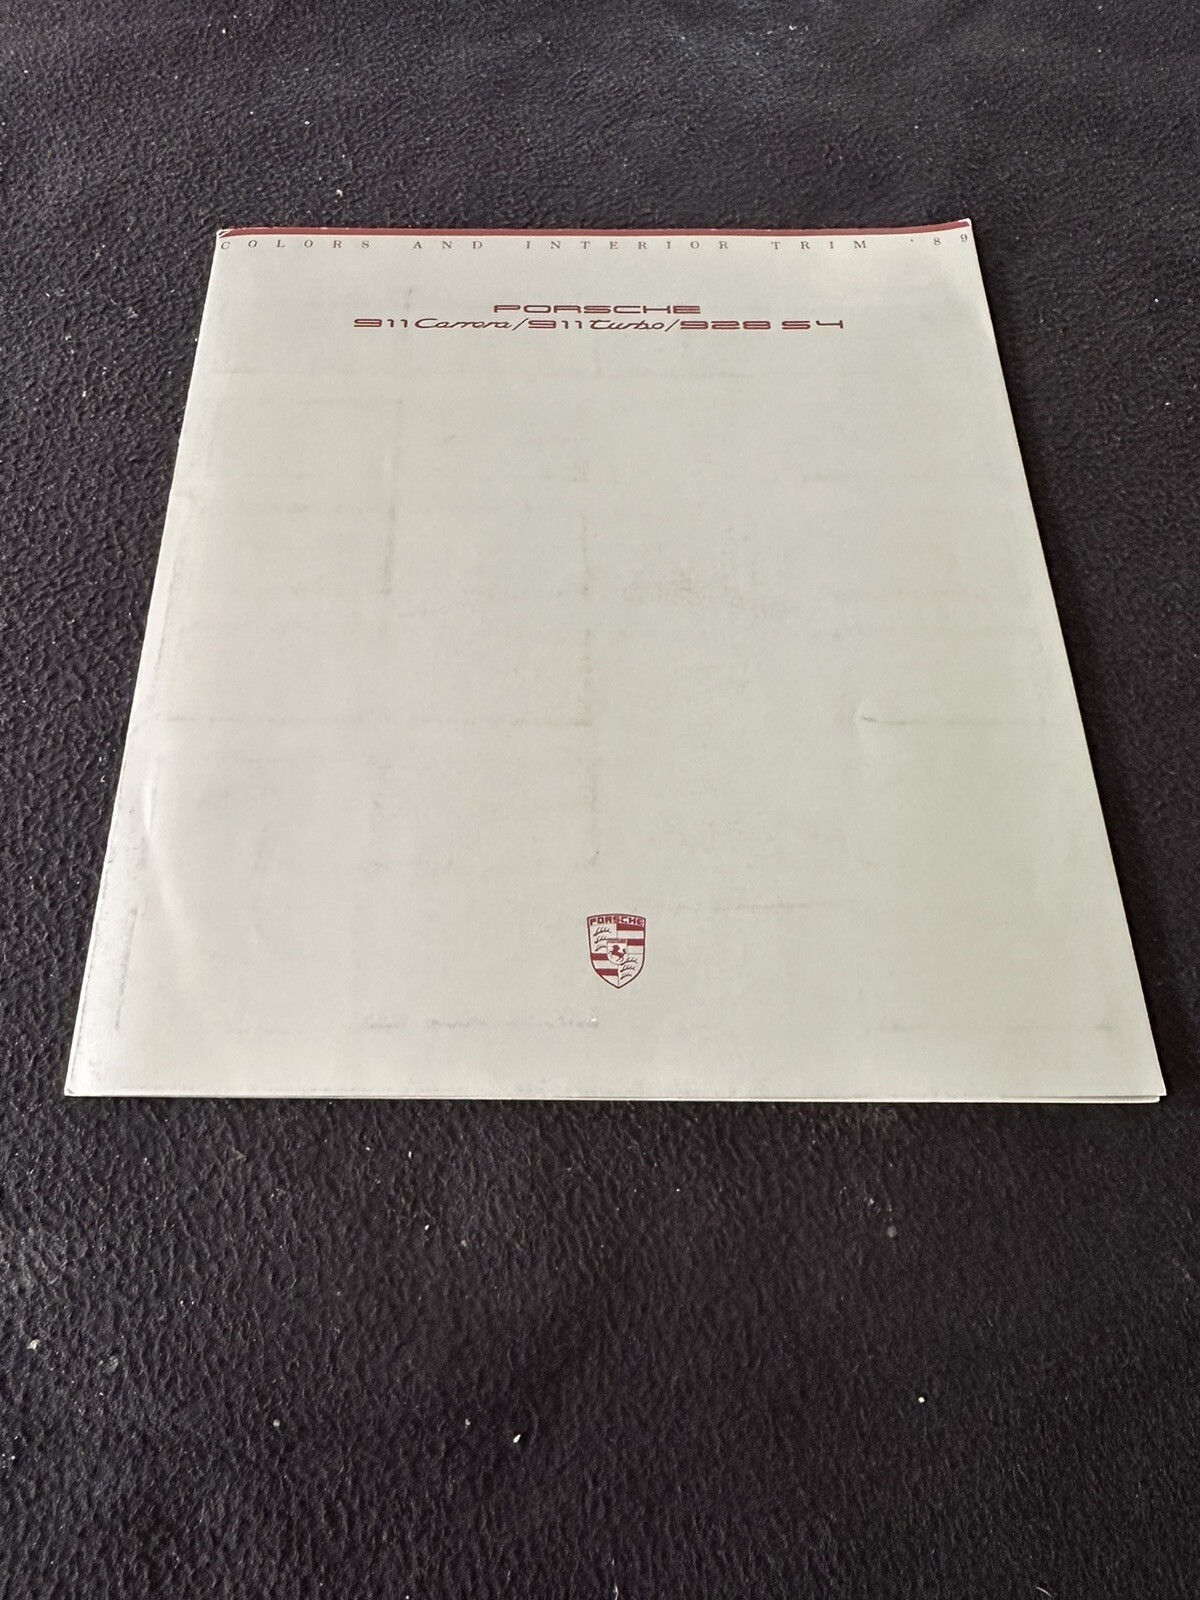 COLORS AND INTERIOR TRIM '89
PORSCHE
911 Carrera/911 turbo/928 S4
PORSCHE